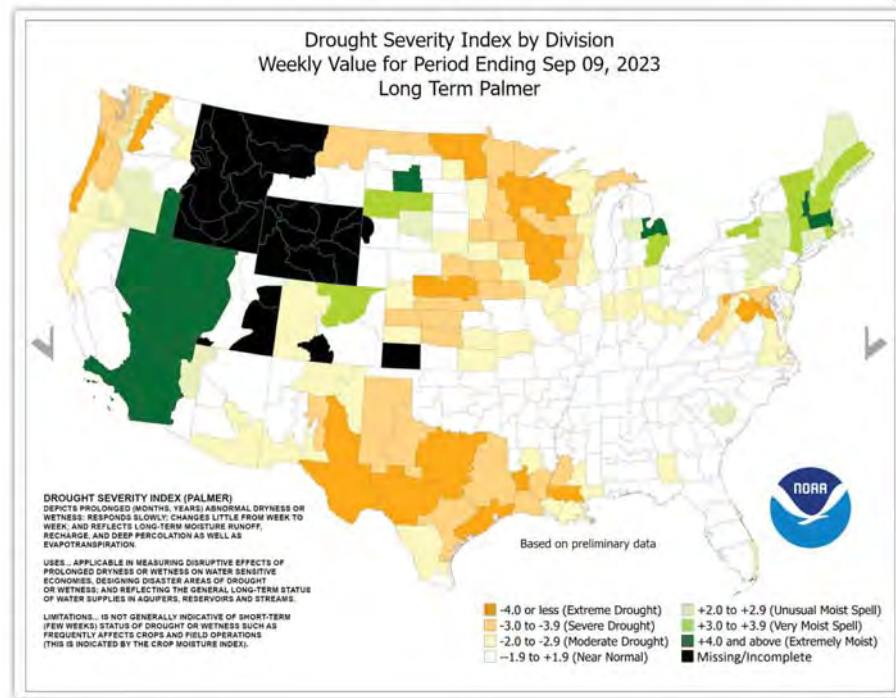 Drought Severity Index by Division
Weekly Value for Period Ending Sep 09, 2023
Long Term Palmer
DROUGHT SEVERITY INDEX (PALMER)
DEPICTS PROLONGED (MONTHS, YEARS) ABNORMAL DRYNESS OR
WETNESS; RESPONDS SLOWLY; CHANGES LITTLE FROM WEEK TO
WEEK; AND REFLECTS LONG-TERM MOISTURE RUNOFF,
RECHARGE, AND DEEP PERCOLATION AS WELL AS
EVAPOTRANSPIRATION.
USES... APPLICABLE IN MEASURING DISRUPTIVE EFFECTS OF
PROLONGED DRYNESS OR WETNESS ON WATER SENSITIVE
ECONOMIES, DESIGNING DISASTER AREAS OF DROUGHT
OR WETNESS; AND REFLECTING THE GENERAL LONG-TERM STATUS
OF WATER SUPPLIES IN AQUIFERS, RESERVOIRS AND STREAMS.
LIMITATIONS... IS NOT GENERALLY INDICATIVE OF SHORT-TERM
(FEW WEEKS) STATUS OF DROUGHT OR WETNESS SUCH AS
FREQUENTLY AFFECTS CROPS AND FIELD OPERATIONS
(THIS IS INDICATED BY THE CROP MOISTURE INDEX).
NOAA
Based on preliminary data
-4.0 or less (Extreme Drought)
-3.0 to -3.9 (Severe Drought)
-2.0 to -2.9 (Moderate Drought)
--1.9 to +1.9 (Near Normal)
+2.0 to +2.9 (Unusual Moist Spell)
+3.0 to +3.9 (Very Moist Spell)
+4.0 and above (Extremely Moist)
Missing/Incomplete